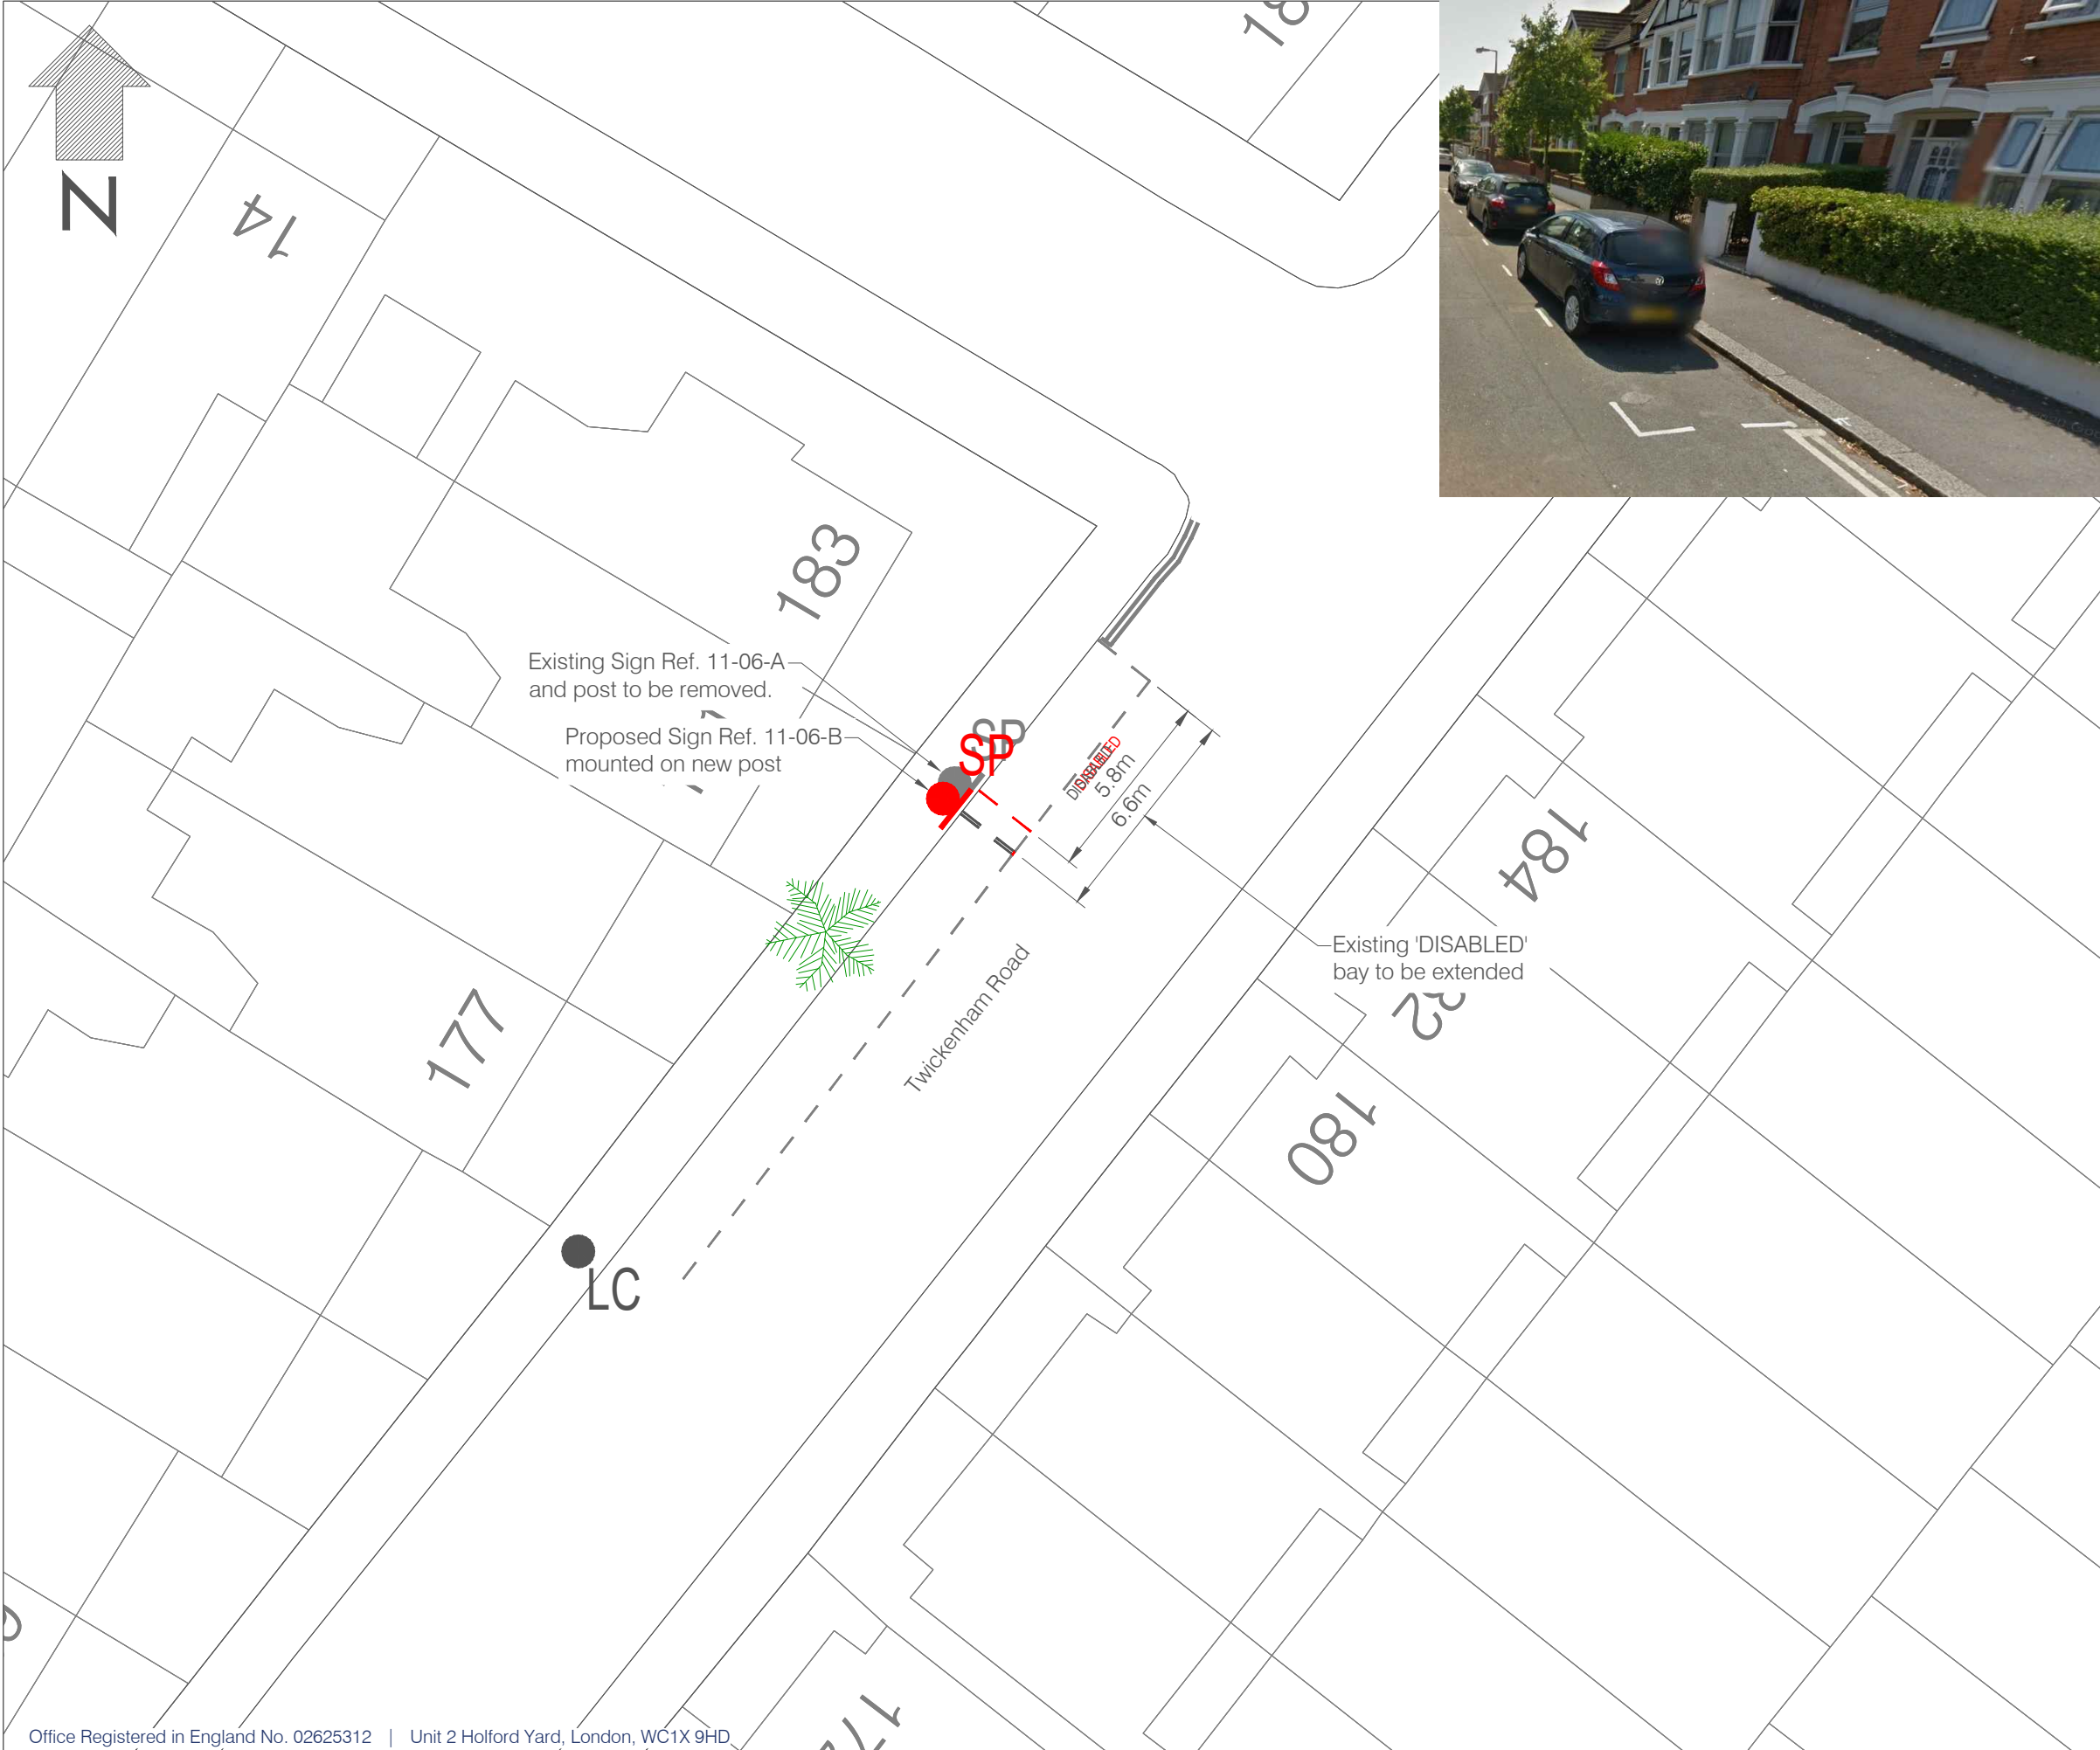 N
14
183
Existing Sign Ref. 11-06-A
and post to be removed.
Proposed Sign Ref. 11-06-B
mounted on new post
SP
SP
DISABLED
DISABLED
5.8m
6.6m
184
Existing 'DISABLED'
bay to be extended
Twickenham Road
177
180
LC
Office Registered in England No. 02625312 | Unit 2 Holford Yard, London, WC1X 9HD